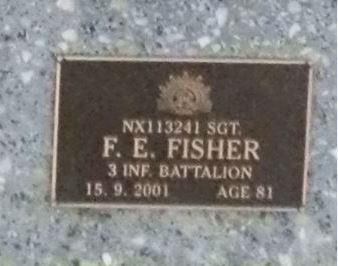 NX113241 SGT.
F. E. FISHER
3 INF. BATTALION
15. 9. 2001 AGE 81